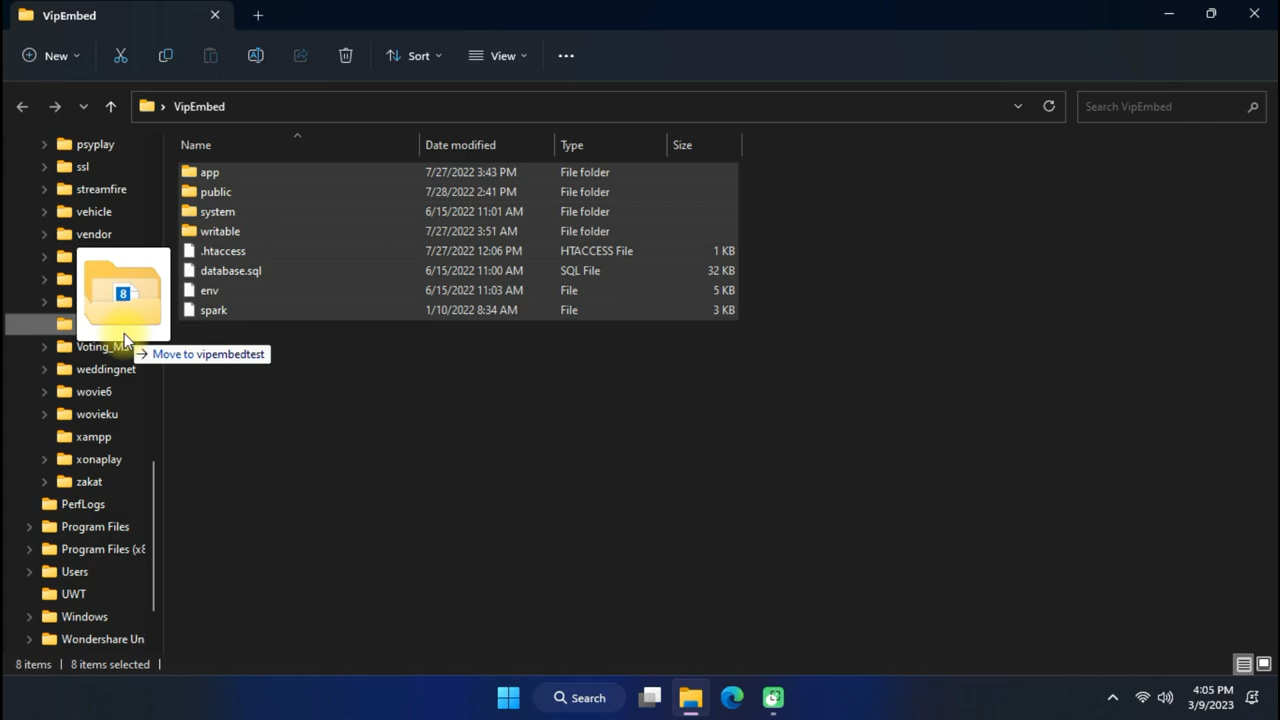 VipEmbed
New
Sort
View
VipEmbed
Search VipEmbed
Name
Date modified
Type
Size
psyplay
ssl
streamfire
vehicle
vendor
weddingnet
wovie6
wovieku
xampp
xonaplay
zakat
PerfLogs
Program Files
Program Files (x8
Users
UWT
Windows
Wondershare Un
app 7/27/2022 3:43 PM File folder
public 7/28/2022 2:41 PM File folder
system 6/15/2022 11:01 AM File folder
writable 7/27/2022 3:51 AM File folder
.htaccess 7/27/2022 12:06 PM HTACCESS File 1 KB
database.sql 6/15/2022 11:00 AM SQL File 32 KB
env 6/15/2022 11:03 AM File 5 KB
spark 1/10/2022 8:34 AM File 3 KB
8
Move to vipembedtest
8 items
8 items selected
Search
4:05 PM
3/9/2023